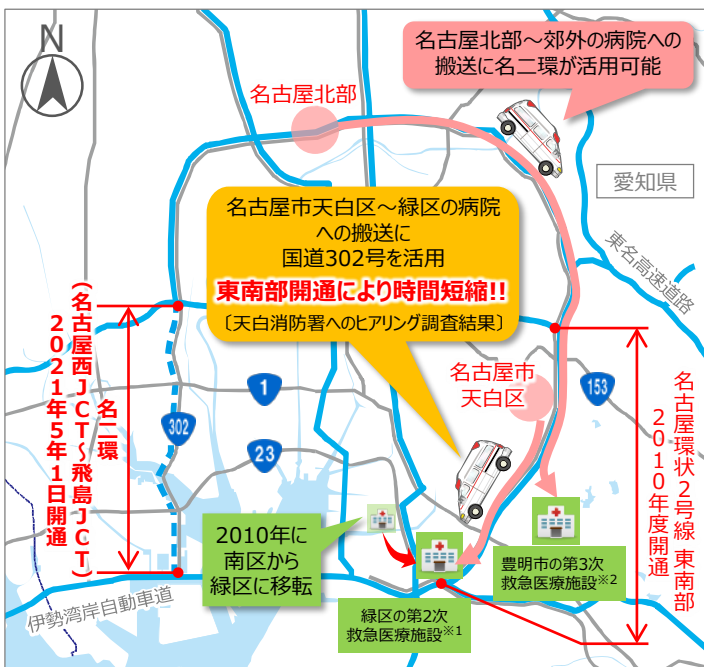 N
名古屋北部～郊外の病院への
搬送に名二環が活用可能
名古屋北部
愛知県
名古屋市天白区～緑区の病院
への搬送に
国道302号を活用
東南部開通により時間短縮!!
〔天白消防署へのヒアリング調査結果〕
東名高速道路
名二環
（名古屋西JCT～飛島JCT）
2021年5年1日開通
1
302
23
153
名古屋市
天白区
名古屋環状2号線 東南部
2010年度開通
2010年に
南区から
緑区に移転
豊明市の第3次
救急医療施設※2
緑区の第2次
救急医療施設※1
伊勢湾岸自動車道